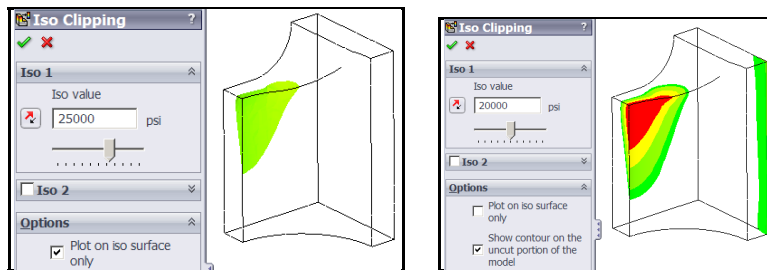 Iso Clipping ?
Iso 1
Iso value
25000 psi
Iso 2
Options
Plot on iso surface
only
Iso Clipping ?
Iso 1
Iso value
20000 psi
Iso 2
Options
Plot on iso surface
only
Show contour on the
uncut portion of the
model